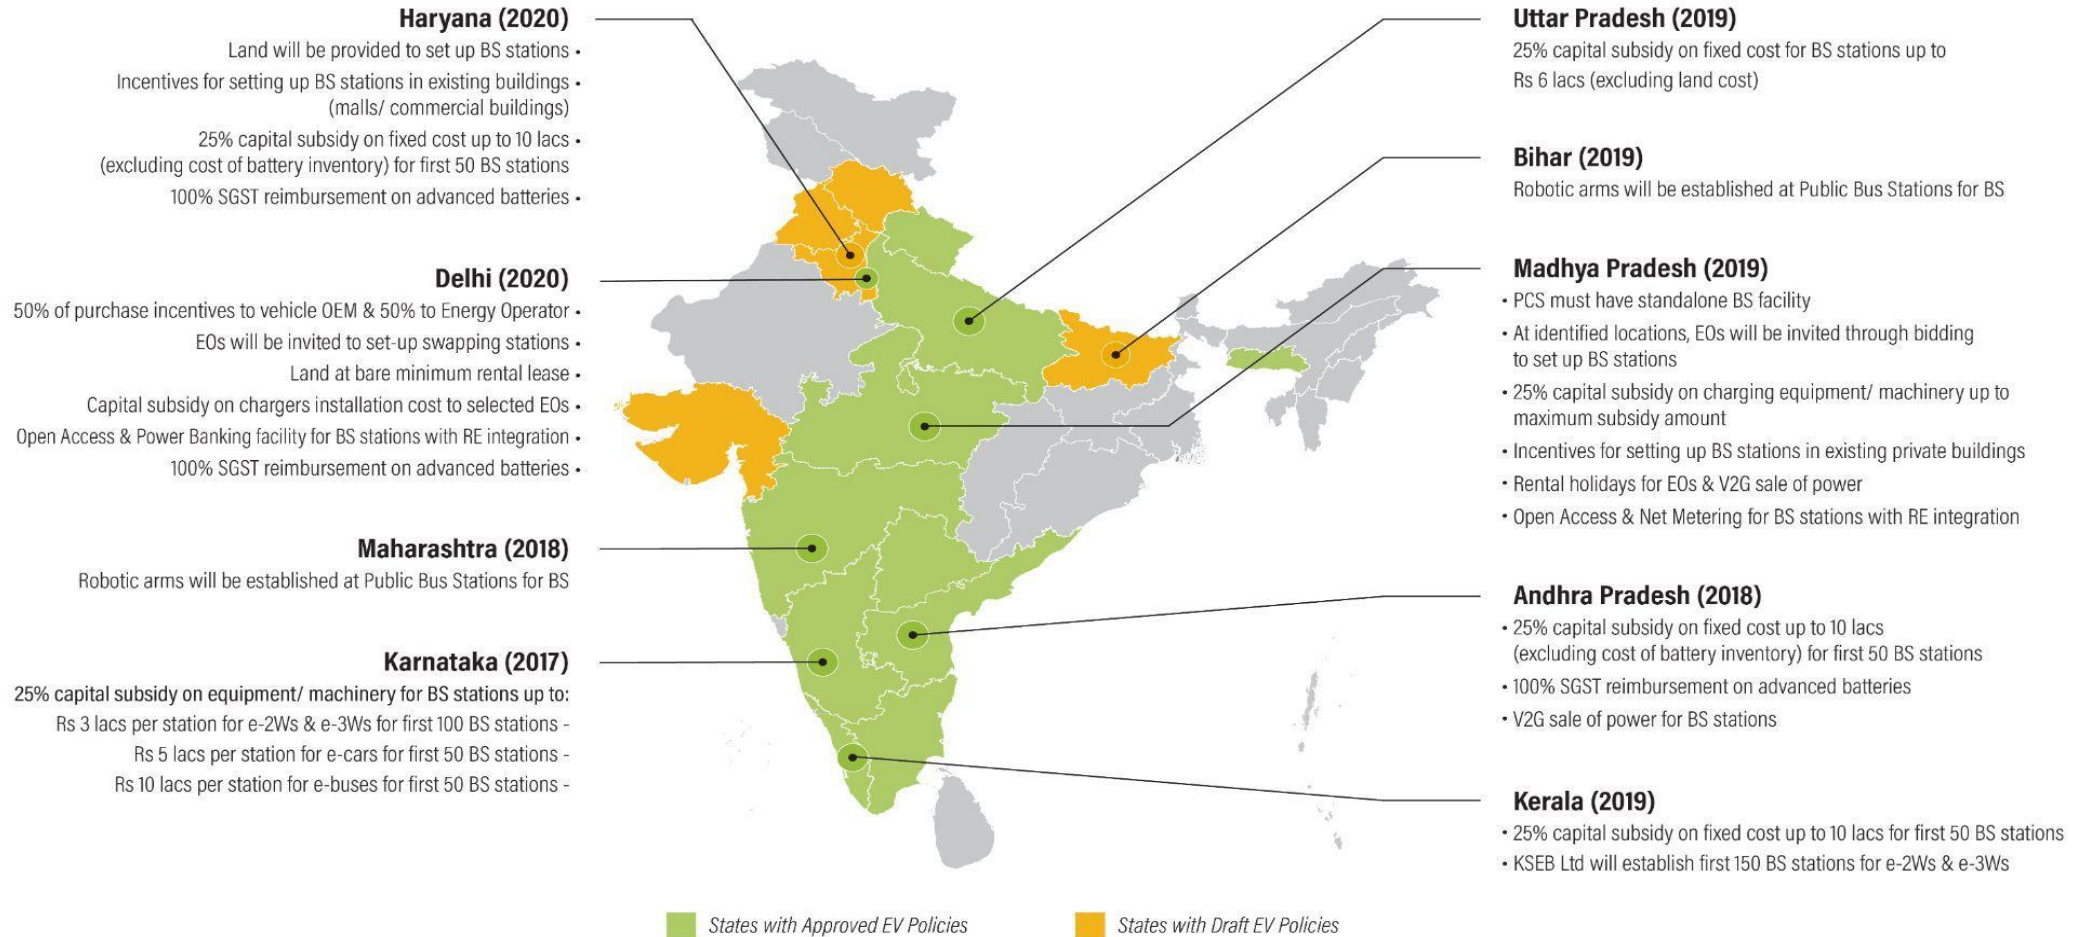 Haryana (2020)
Land will be provided to set up BS stations •
Incentives for setting up BS stations in existing buildings •
(malls/ commercial buildings)
25% capital subsidy on fixed cost up to 10 lacs •
(excluding cost of battery inventory) for first 50 BS stations
100% SGST reimbursement on advanced batteries •
Delhi (2020)
50% of purchase incentives to vehicle OEM & 50% to Energy Operator •
EOs will be invited to set-up swapping stations •
Land at bare minimum rental lease •
Capital subsidy on chargers installation cost to selected EOs •
Open Access & Power Banking facility for BS stations with RE integration •
100% SGST reimbursement on advanced batteries •
Maharashtra (2018)
Robotic arms will be established at Public Bus Stations for BS
Karnataka (2017)
25% capital subsidy on equipment/ machinery for BS stations up to:
Rs 3 lacs per station for e-2Ws & e-3Ws for first 100 BS stations -
Rs 5 lacs per station for e-cars for first 50 BS stations -
Rs 10 lacs per station for e-buses for first 50 BS stations -
Uttar Pradesh (2019)
25% capital subsidy on fixed cost for BS stations up to
Rs 6 lacs (excluding land cost)
Bihar (2019)
Robotic arms will be established at Public Bus Stations for BS
Madhya Pradesh (2019)
• PCS must have standalone BS facility
• At identified locations, EOs will be invited through bidding
to set up BS stations
• 25% capital subsidy on charging equipment/ machinery up to
maximum subsidy amount
• Incentives for setting up BS stations in existing private buildings
• Rental holidays for EOs & V2G sale of power
• Open Access & Net Metering for BS stations with RE integration
Andhra Pradesh (2018)
• 25% capital subsidy on fixed cost up to 10 lacs
(excluding cost of battery inventory) for first 50 BS stations
• 100% SGST reimbursement on advanced batteries
• V2G sale of power for BS stations
Kerala (2019)
• 25% capital subsidy on fixed cost up to 10 lacs for first 50 BS stations
• KSEB Ltd will establish first 150 BS stations for e-2Ws & e-3Ws
States with Approved EV Policies
States with Draft EV Policies